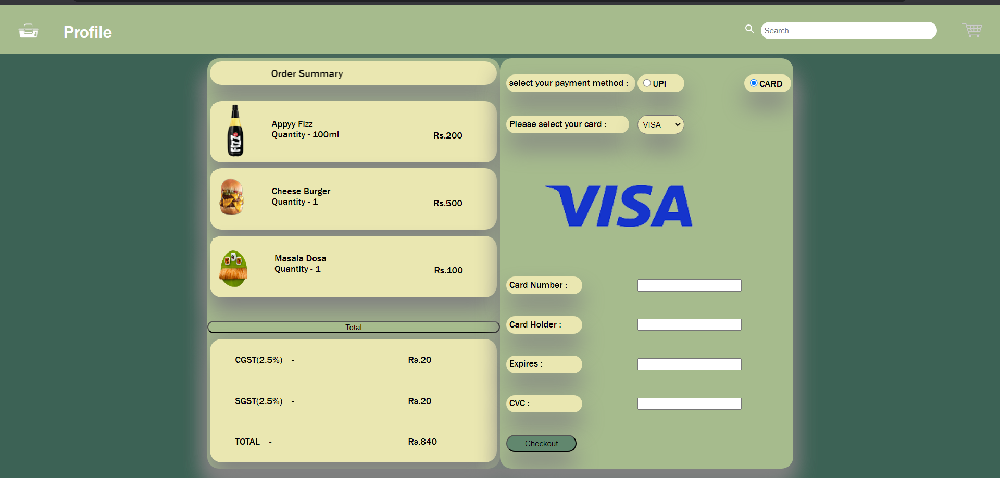 Profile
Search
Order Summary
Appyy Fizz
Quantity - 100ml
Rs.200
FIZZ
Cheese Burger
Quantity - 1
Rs.500
Masala Dosa
Quantity - 1
Rs.100
Total
CGST(2.5%) -
Rs.20
SGST(2.5%) -
Rs.20
TOTAL -
Rs.840
select your payment method :
UPI
CARD
Please select your card :
VISA
VISA
Card Number :
Card Holder :
Expires :
CVC :
Checkout